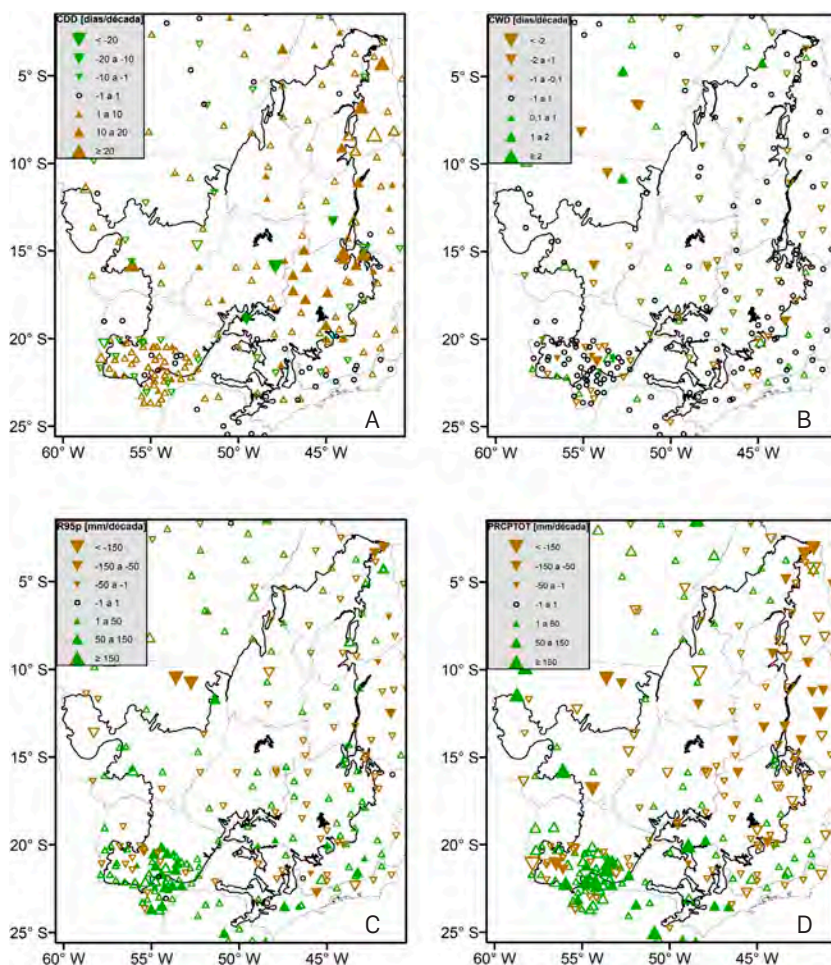 CDD [dias/década]
< -20
-20 a -10
-10 a -1
-1 a 1
1 a 10
10 a 20
≥ 20
5° S
10° S
15° S
20° S
25° S
60° W
55° W
50° W
45° W
A
CWD [dias/década]
< -2
-2 a -1
-1 a -0,1
-1 a 1
0,1 a 1
1 a 2
≥ 2
5° S
10° S
15° S
20° S
25° S
60° W
55° W
50° W
45° W
B
R95p [mm/década]
< -150
-150 a -50
-50 a -1
-1 a 1
1 a 50
50 a 150
≥ 150
5° S
10° S
15° S
20° S
25° S
60° W
55° W
50° W
45° W
C
PRCPTOT [mm/década]
< -150
-150 a -50
-50 a -1
-1 a 1
1 a 50
50 a 150
≥ 150
5° S
10° S
15° S
20° S
25° S
60° W
55° W
50° W
45° W
D